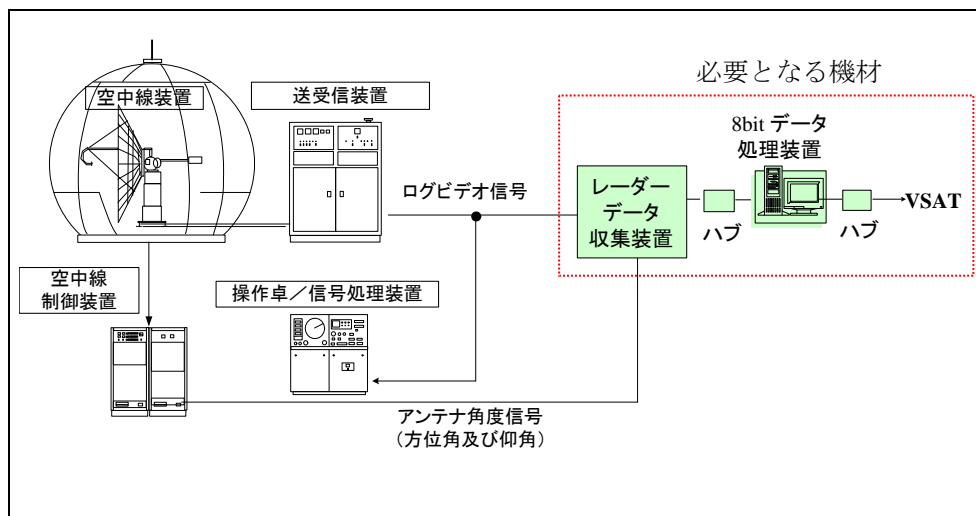 必要となる機材
空中線装置
送受信装置
8bit データ
処理装置
ログビデオ信号
レーダー
データ
収集装置
ハブ
ハブ
VSAT
空中線
制御装置
操作卓／信号処理装置
アンテナ角度信号
（方位角及び仰角）